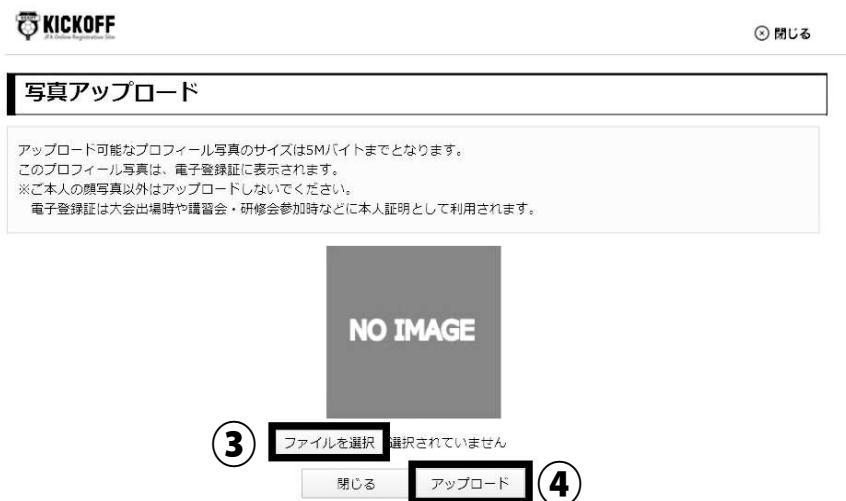 KICKOFF
JFA Online Registration Site
⊗ 閉じる
写真アップロード
アップロード可能なプロフィール写真のサイズは5Mバイトまでとなります。
このプロフィール写真は、電子登録証に表示されます。
※ご本人の顔写真以外はアップロードしないでください。
電子登録証は大会出場時や講習会・研修会参加時などに本人証明として利用されます。
NO IMAGE
③ ファイルを選択 選択されていません
閉じる アップロード ④